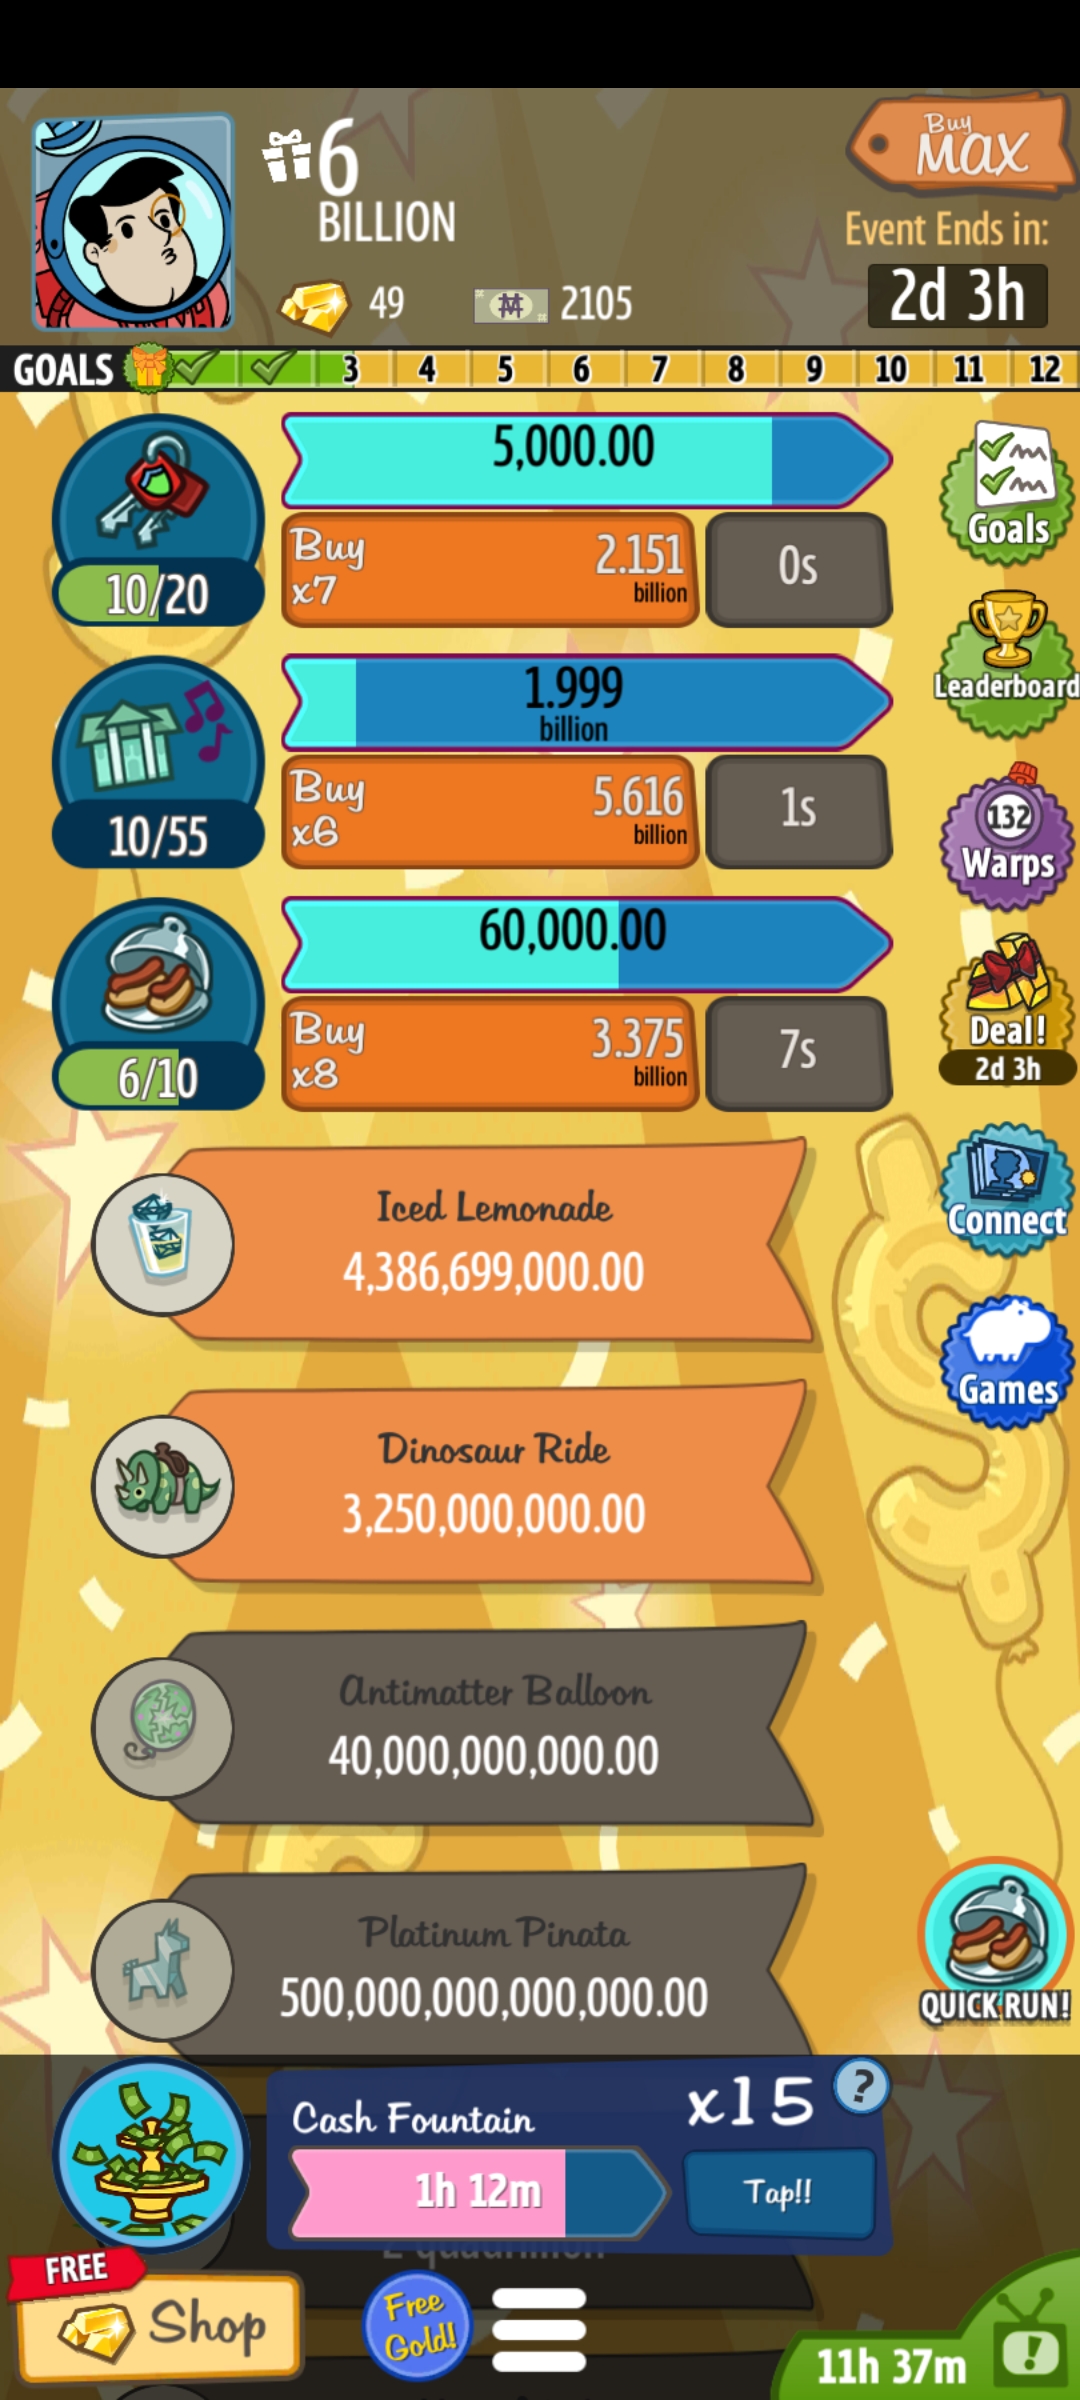 6
BILLION
Buy
MAX
Event Ends in:
2d 3h
49
2105
GOALS 3 4 5 6 7 8 9 10 11 12
5,000.00
Buy
x7
2.151
billion
0s
10/20
Goals
1.999
billion
Buy
x6
5.616
billion
1s
10/55
Leaderboard
132
Warps
60,000.00
Buy
x8
3.375
billion
7s
6/10
Deal!
2d 3h
Iced Lemonade
4,386,699,000.00
Connect
Dinosaur Ride
3,250,000,000.00
Games
Antimatter Balloon
40,000,000,000.00
Platinum Pinata
500,000,000,000,000.00
QUICK RUN!
Cash Fountain
x15
?
1h 12m
Tap!!
FREE
Shop
Free
Gold!
11h 37m
!